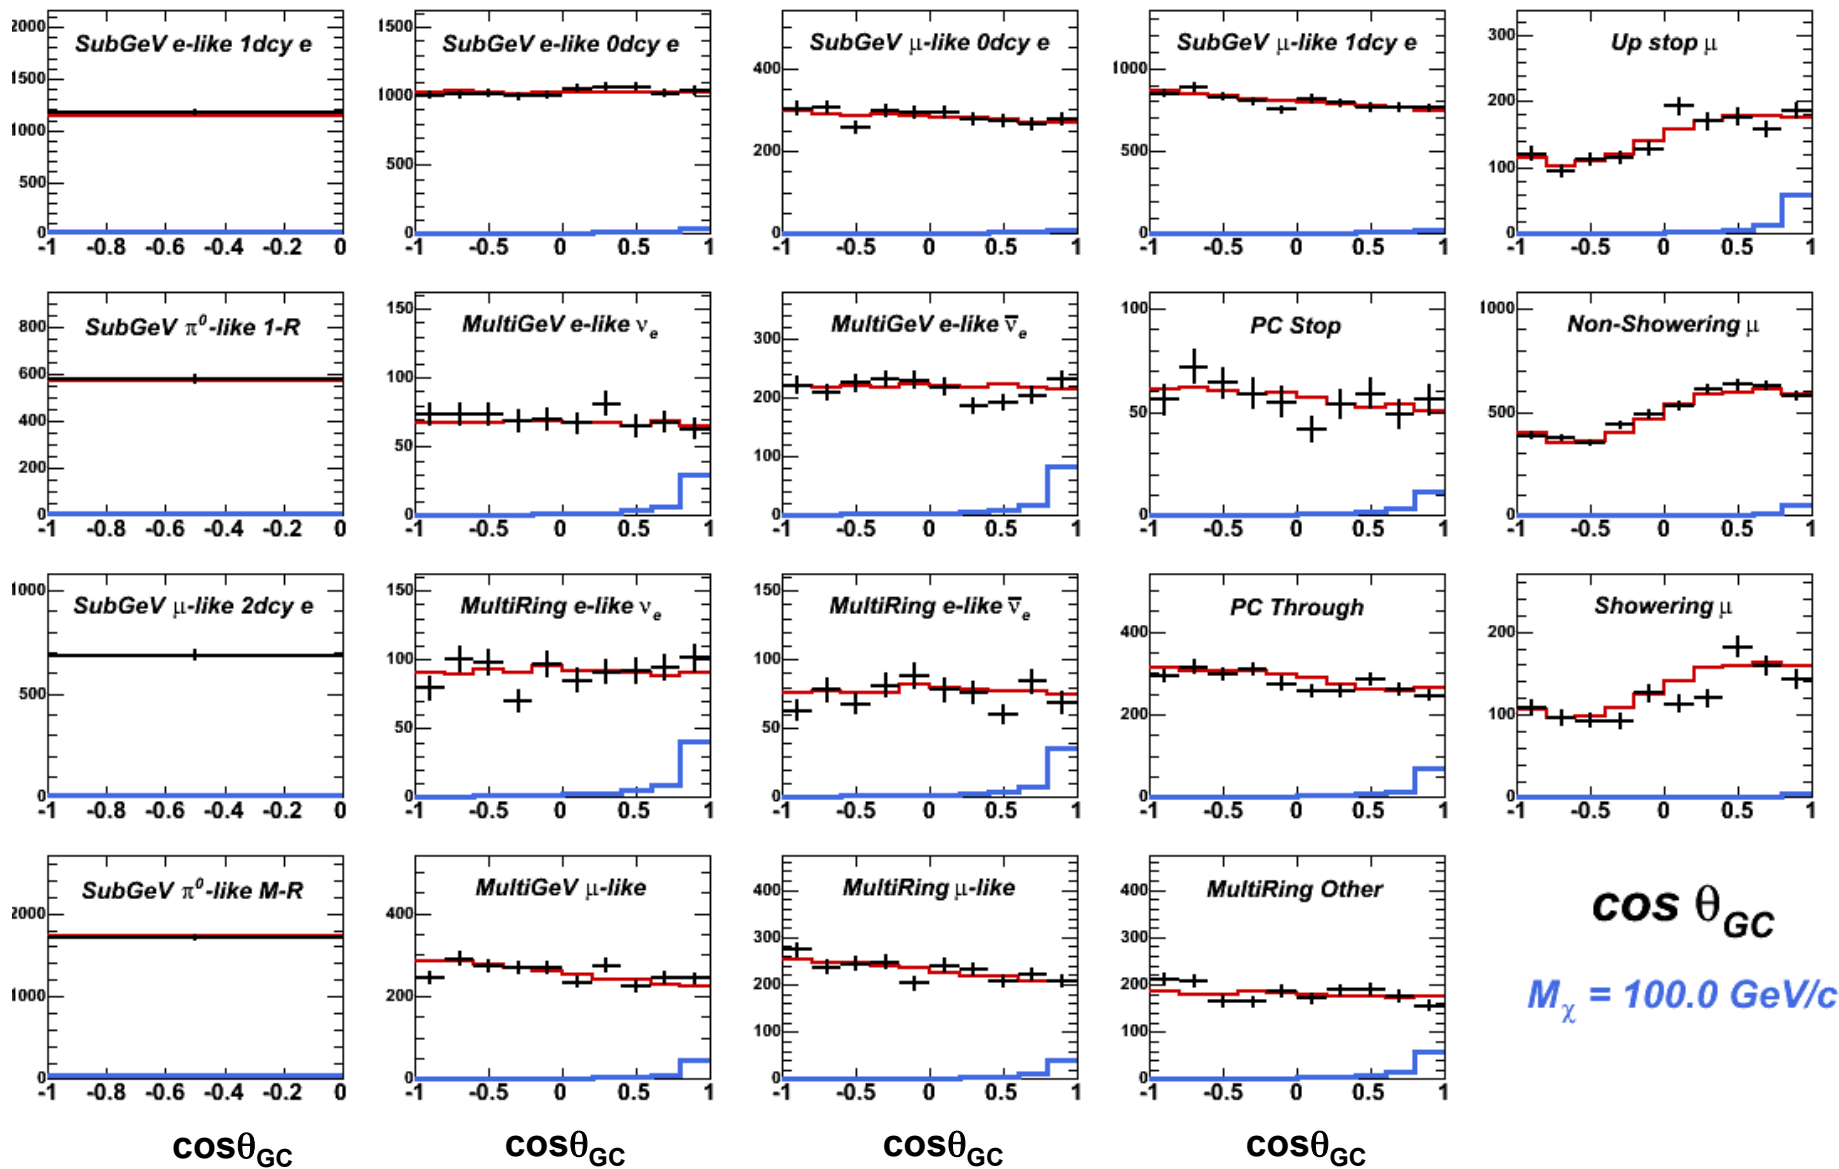 SubGeV e-like 1dcy e
2000
1500
1000
500
0
-1 -0.8 -0.6 -0.4 -0.2 0
SubGeV e-like 0dcy e
1500
1000
500
0
-1 -0.5 0 0.5 1
SubGeV μ-like 0dcy e
400
200
0
-1 -0.5 0 0.5 1
SubGeV μ-like 1dcy e
1000
500
0
-1 -0.5 0 0.5 1
Up stop μ
300
200
100
0
-1 -0.5 0 0.5 1
SubGeV π⁰-like 1-R
800
600
400
200
0
-1 -0.8 -0.6 -0.4 -0.2 0
MultiGeV e-like νₑ
150
100
50
0
-1 -0.5 0 0.5 1
MultiGeV e-like ν̅ₑ
300
200
100
0
-1 -0.5 0 0.5 1
PC Stop
100
50
0
-1 -0.5 0 0.5 1
Non-Showering μ
1000
500
0
-1 -0.5 0 0.5 1
SubGeV μ-like 2dcy e
1000
500
0
-1 -0.8 -0.6 -0.4 -0.2 0
MultiRing e-like νₑ
150
100
50
0
-1 -0.5 0 0.5 1
MultiRing e-like ν̅ₑ
150
100
50
0
-1 -0.5 0 0.5 1
PC Through
400
200
0
-1 -0.5 0 0.5 1
Showering μ
200
100
0
-1 -0.5 0 0.5 1
SubGeV π⁰-like M-R
2000
1000
0
-1 -0.8 -0.6 -0.4 -0.2 0
MultiGeV μ-like
400
200
0
-1 -0.5 0 0.5 1
MultiRing μ-like
400
300
200
100
0
-1 -0.5 0 0.5 1
MultiRing Other
400
300
200
100
0
-1 -0.5 0 0.5 1
cos θ_GC
M_χ = 100.0 GeV/c
cosθ_GC cosθ_GC cosθ_GC cosθ_GC